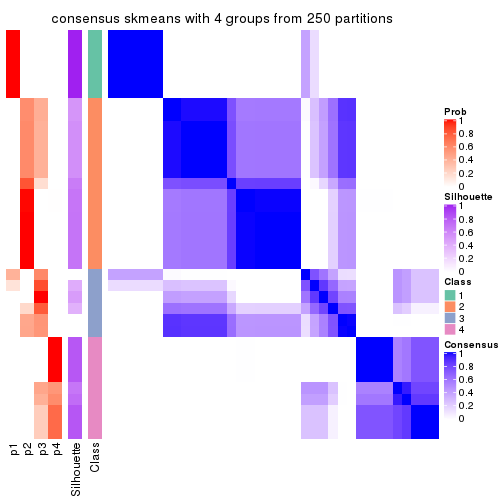 consensus skmeans with 4 groups from 250 partitions
Prob
1
0.8
0.6
0.4
0.2
0
Silhouette
1
0.8
0.6
0.4
0.2
0
Class
1
2
3
4
Consensus
1
0.8
0.6
0.4
0.2
0
p1
p2
p3
p4
Silhouette
Class